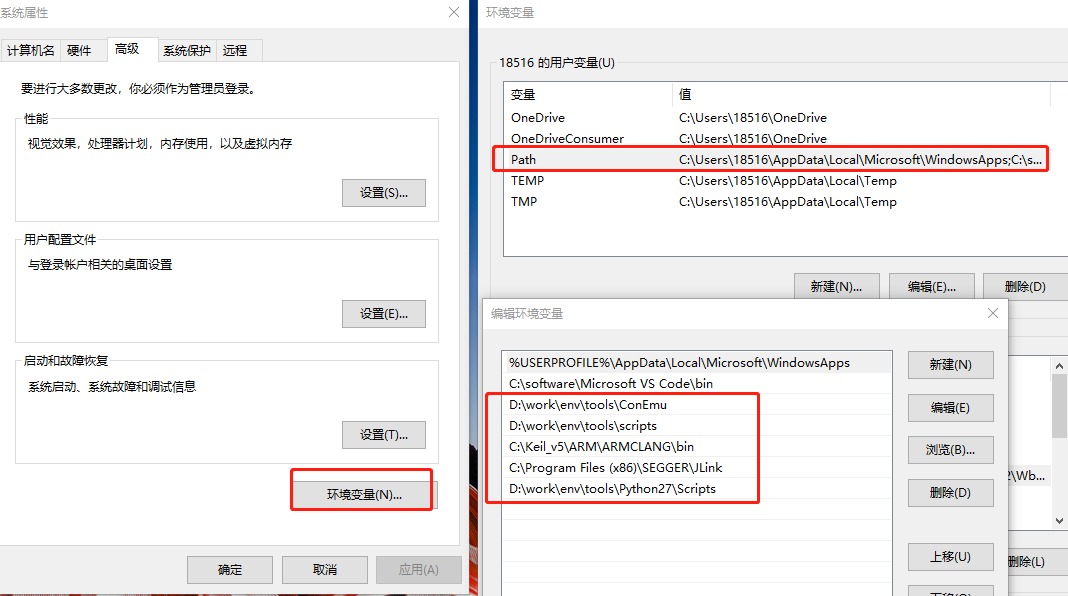 系统属性
计算机名 硬件 高级 系统保护 远程
要进行大多数更改，你必须作为管理员登录。
性能
视觉效果，处理器计划，内存使用，以及虚拟内存
设置(S)...
用户配置文件
与登录帐户相关的桌面设置
设置(E)...
启动和故障恢复
系统启动、系统故障和调试信息
设置(T)...
环境变量(N)...
确定 取消 应用(A)
环境变量
18516 的用户变量(U)
变量 值
OneDrive C:\Users\18516\OneDrive
OneDriveConsumer C:\Users\18516\OneDrive
Path C:\Users\18516\AppData\Local\Microsoft\WindowsApps;C:\s...
TEMP C:\Users\18516\AppData\Local\Temp
TMP C:\Users\18516\AppData\Local\Temp
新建(N)... 编辑(E)... 删除(D)
编辑环境变量
%USERPROFILE%\AppData\Local\Microsoft\WindowsApps
C:\software\Microsoft VS Code\bin
D:\work\env\tools\ConEmu
D:\work\env\tools\scripts
C:\Keil_v5\ARM\ARMCLANG\bin
C:\Program Files (x86)\SEGGER\JLink
D:\work\env\tools\Python27\Scripts
新建(N)
编辑(E)
浏览(B)...
删除(D)
上移(U)
2\Wb...
删除(L)